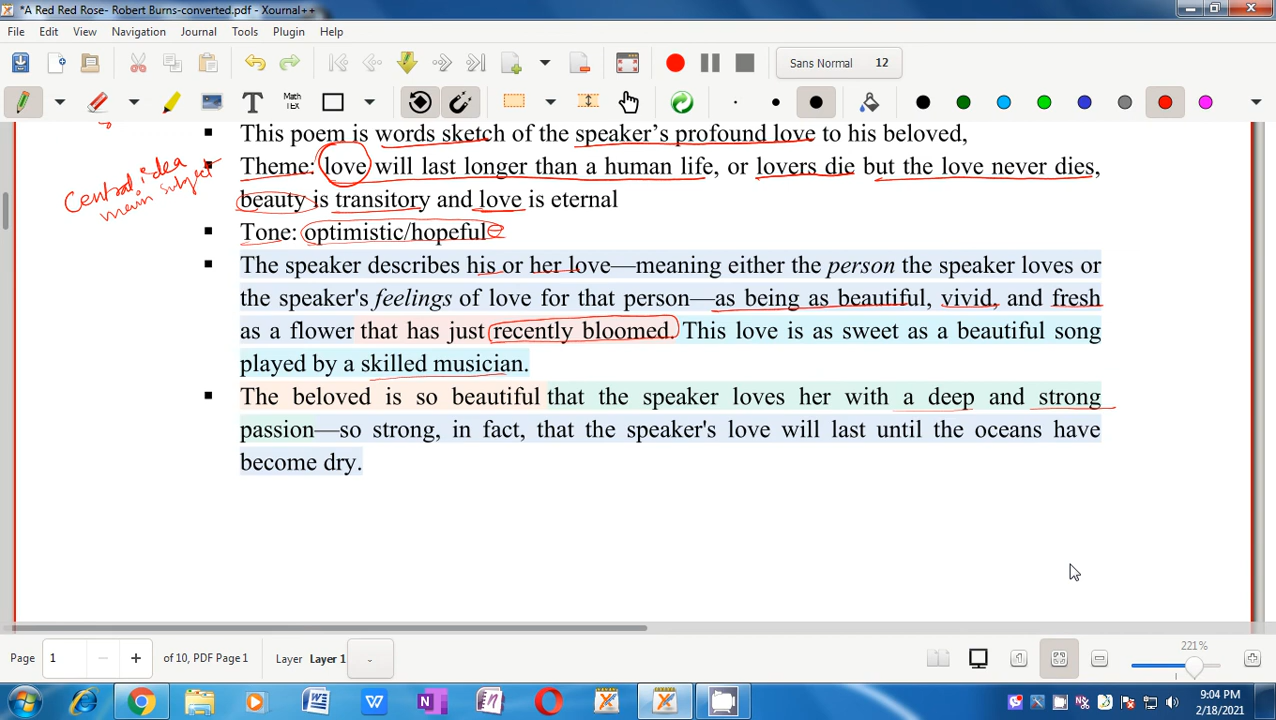 *A Red Red Rose- Robert Burns-converted.pdf - Xournal++
File Edit View Navigation Journal Tools Plugin Help
Sans Normal 12
Math
TEX
▪ This poem is words sketch of the speaker’s profound love to his beloved,
▪ Theme: love will last longer than a human life, or lovers die but the love never dies,
beauty is transitory and love is eternal
Central idea
main subject
▪ Tone: optimistic/hopeful
▪ The speaker describes his or her love—meaning either the person the speaker loves or
the speaker's feelings of love for that person—as being as beautiful, vivid, and fresh
as a flower that has just recently bloomed. This love is as sweet as a beautiful song
played by a skilled musician.
▪ The beloved is so beautiful that the speaker loves her with a deep and strong
passion—so strong, in fact, that the speaker's love will last until the oceans have
become dry.
Page 1 of 10, PDF Page 1 Layer Layer 1 221%
9:04 PM
2/18/2021